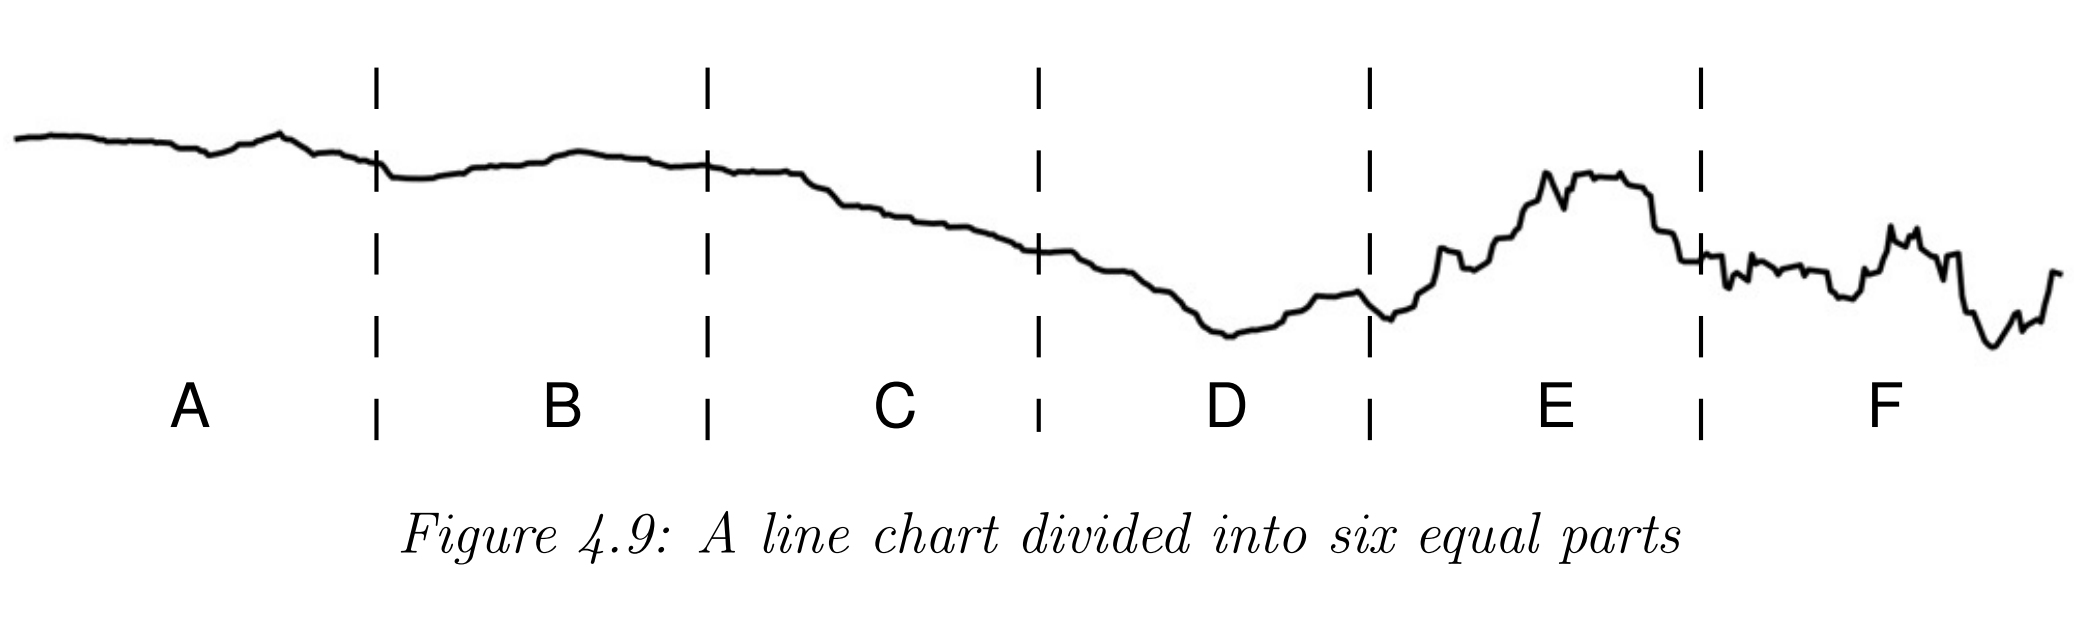 A B C D E F
Figure 4.9: A line chart divided into six equal parts